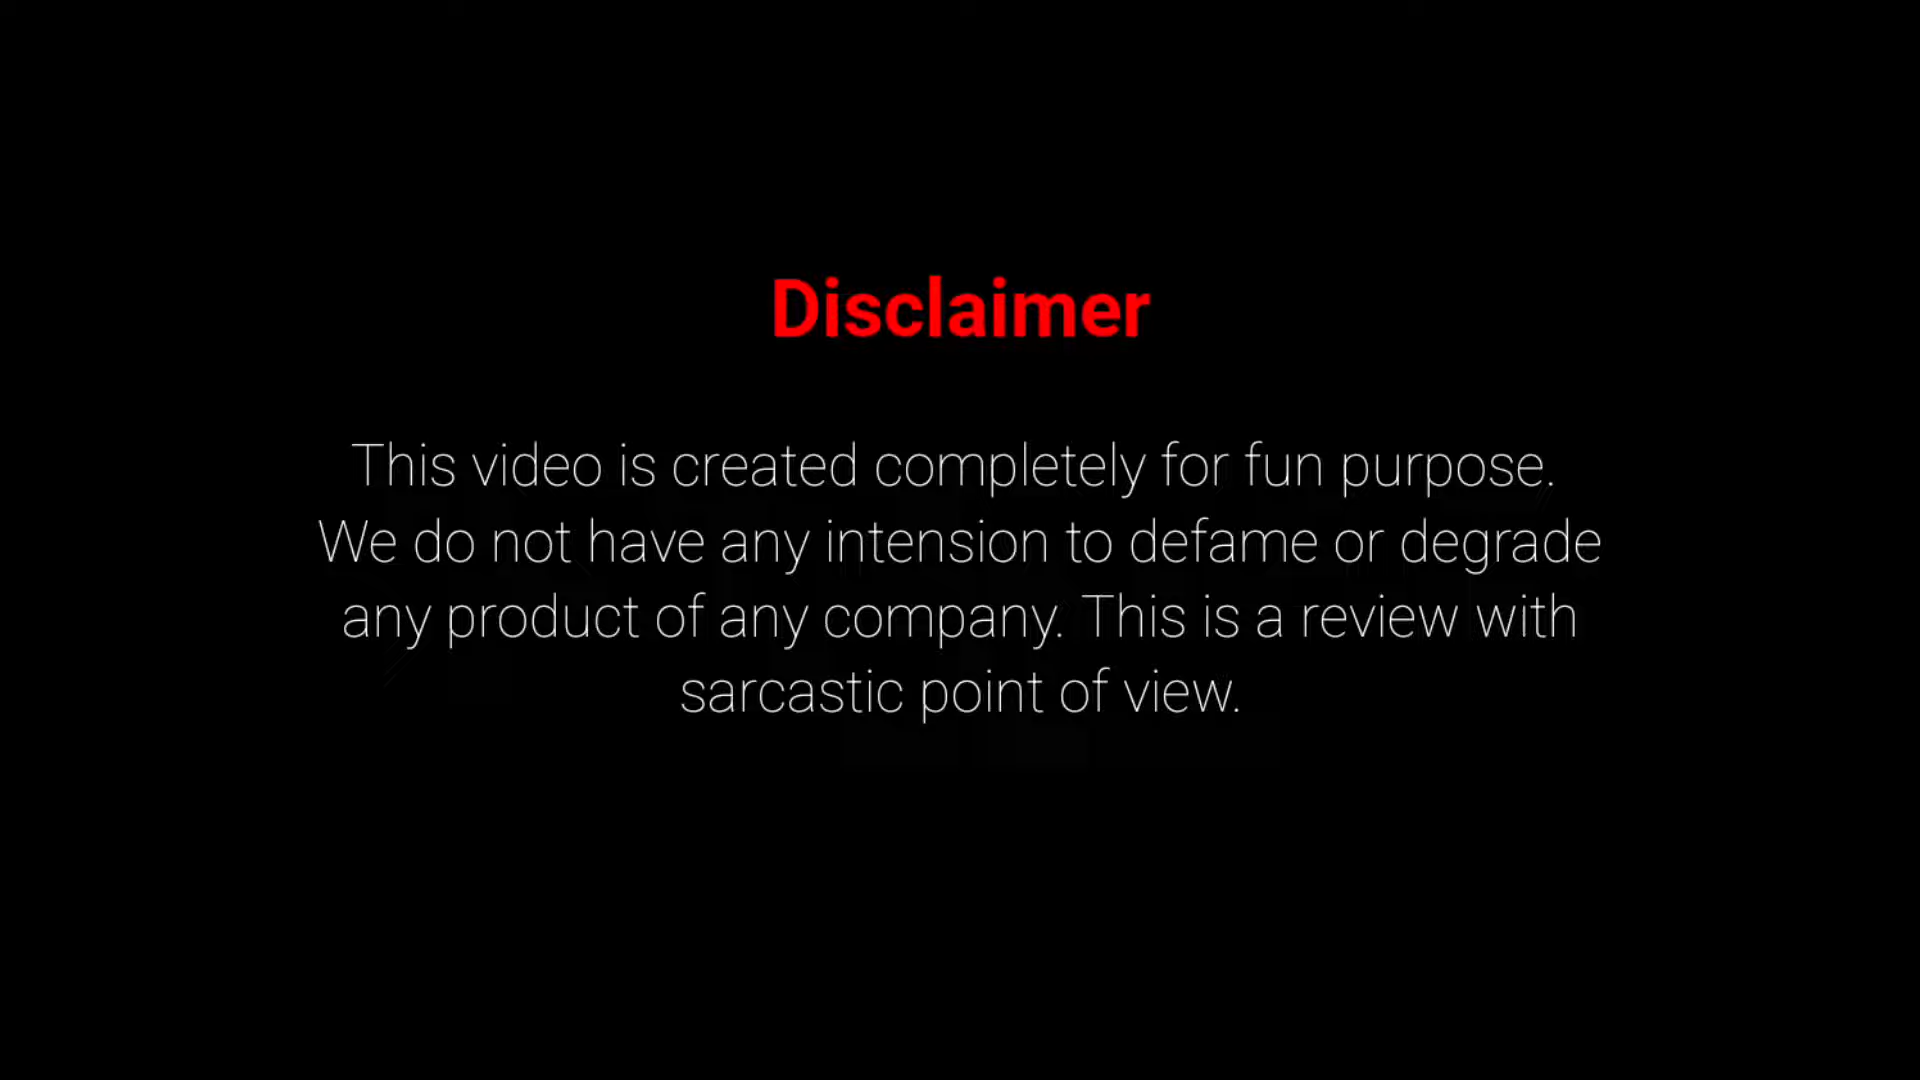 Disclaimer
This video is created completely for fun purpose.
We do not have any intension to defame or degrade
any product of any company. This is a review with
sarcastic point of view.